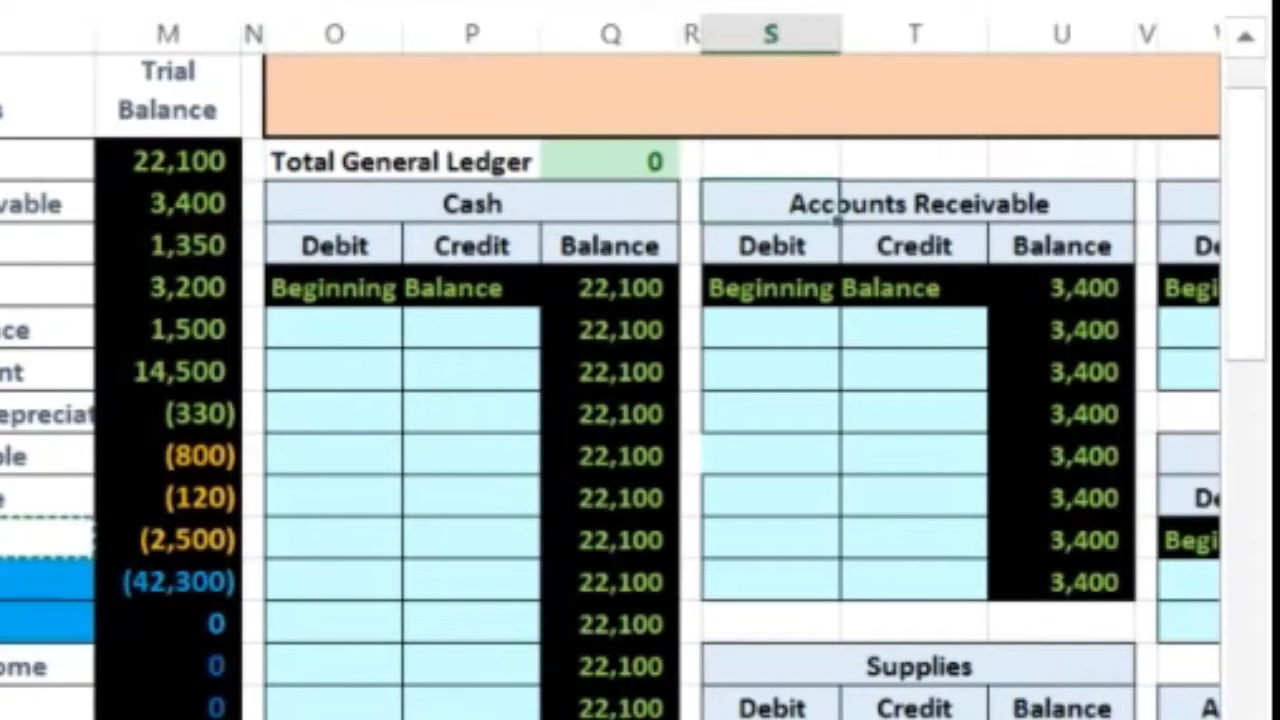 M N O P Q R S T U V
Trial
Balance
22,100 Total General Ledger 0
vable 3,400 Cash Accounts Receivable
1,350 Debit Credit Balance Debit Credit Balance De
3,200 Beginning Balance 22,100 Beginning Balance 3,400 Begi
ce 1,500 22,100 3,400
nt 14,500 22,100 3,400
epreciat (330) 22,100 3,400
ble (800) 22,100 3,400
e (120) 22,100 3,400 De
(2,500) 22,100 3,400 Begi
(42,300) 22,100 3,400
0 22,100
ome 0 22,100 Supplies
0 22,100 Debit Credit Balance A